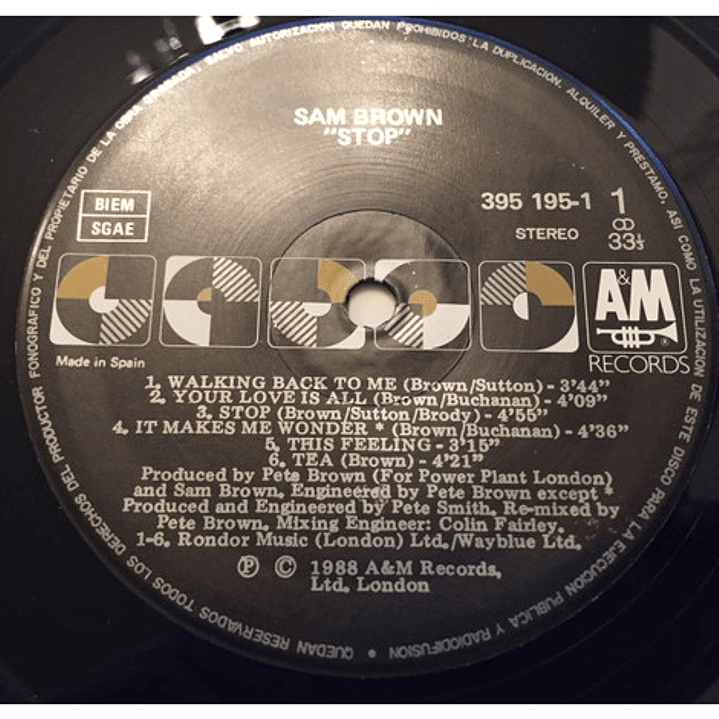 SAM BROWN
"STOP"
BIEM
SGAE
395 195-1 1
STEREO
33⅓
A&M
RECORDS
®
Made in Spain
1. WALKING BACK TO ME (Brown/Sutton) - 3'44"
2. YOUR LOVE IS ALL (Brown/Buchanan) - 4'09"
3. STOP (Brown/Sutton/Brody) - 4'55"
4. IT MAKES ME WONDER * (Brown/Buchanan) - 4'36"
5. THIS FEELING - 3'15"
6. TEA (Brown) - 4'21"
Produced by Pete Brown (For Power Plant London)
and Sam Brown. Engineered by Pete Brown except *
Produced and Engineered by Pete Smith. Re-mixed by
Pete Brown. Mixing Engineer: Colin Fairley.
1-6. Rondor Music (London) Ltd./Wayblue Ltd.
Ⓟ © 1988 A&M Records,
Ltd. London
QUEDAN RESERVADOS TODOS LOS DERECHOS DEL PRODUCTOR FONOGRAFICO Y DEL PROPIETARIO DE LA OBRA GRABADA. SALVO AUTORIZACION QUEDAN PROHIBIDOS LA DUPLICACION, ALQUILER Y PRESTAMO, ASI COMO LA UTILIZACION DE ESTE DISCO PARA LA EJECUCION PUBLICA Y RADIODIFUSION •